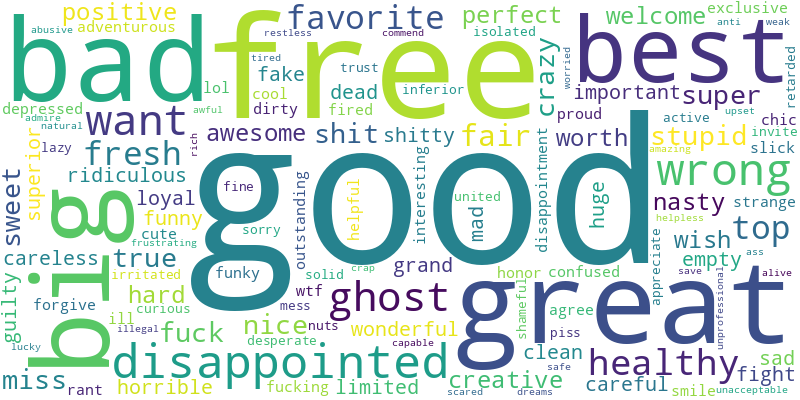 positive
adventurous
abusive
bad
free
favorite
restless
commend
perfect
isolated
welcome
exclusive
anti
weak
best
lol
tired
cool
fake
dirty
trust
dead
fired
inferior
crazy
worried
important
super
retarded
depressed
admire
natural
want
awful
awesome
shit
shitty
fair
worth
proud
active
chic
invite
upset
stupid
slick
amazing
superior
lazy
fresh
rich
ridiculous
good
fine
helpful
interesting
united
mad
disappointment
huge
wrong
nasty
strange
helpless
sweet
big
loyal
funny
cute
frustrating
sorry
outstanding
funky
wish
top
careless
true
irritated
solid
crap
grand
honor
confused
appreciate
empty
save
alive
ass
guilty
forgive
hard
curious
ill
illegal
mess
wtf
ghost
great
shameful
unprofessional
lucky
fuck
nice
nuts
desperate
wonderful
capable
agree
piss
safe
clean
healthy
sad
fight
miss
rant
disappointed
horrible
fucking
limited
creative
scared
dreams
careful
smile
unacceptable